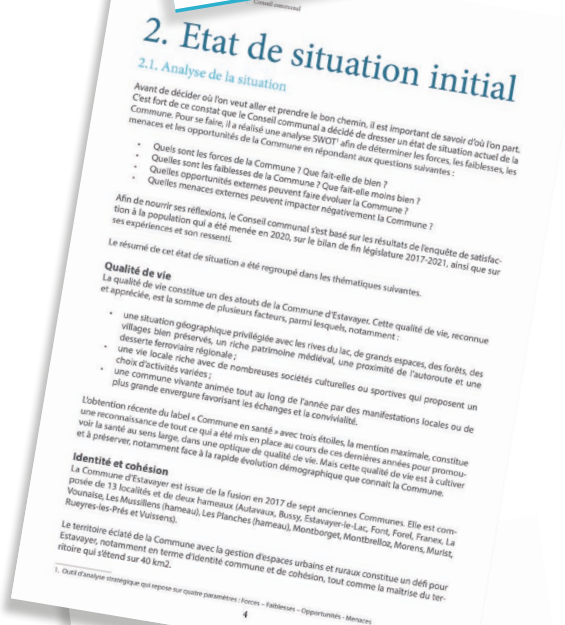 Conseil communal
2. Etat de situation initial
2.1. Analyse de la situation
Avant de décider où l'on veut aller et prendre le bon chemin, il est important de savoir d'où l'on part.
C'est fort de ce constat que le Conseil communal a décidé de dresser un état de situation actuel de la
Commune. Pour se faire, il a réalisé une analyse SWOT¹ afin de déterminer les forces, les faiblesses, les
menaces et les opportunités de la Commune en répondant aux questions suivantes :
• Quels sont les forces de la Commune ? Que fait-elle de bien ?
• Quelles sont les faiblesses de la Commune ? Que fait-elle moins bien ?
• Quelles opportunités externes peuvent faire évoluer la Commune ?
• Quelles menaces externes peuvent impacter négativement la Commune ?
Afin de nourrir ses réflexions, le Conseil communal s'est basé sur les résultats de l'enquête de satisfac-
tion à la population qui a été menée en 2020, sur le bilan de fin législature 2017-2021, ainsi que sur
ses expériences et son ressenti.
Le résumé de cet état de situation a été regroupé dans les thématiques suivantes.
Qualité de vie
La qualité de vie constitue un des atouts de la Commune d'Estavayer. Cette qualité de vie, reconnue
et appréciée, est la somme de plusieurs facteurs, parmi lesquels, notamment :
• une situation géographique privilégiée avec les rives du lac, de grands espaces, des forêts, des
villages bien préservés, un riche patrimoine médiéval, une proximité de l'autoroute et une
desserte ferroviaire régionale ;
• une vie locale riche avec de nombreuses sociétés culturelles ou sportives qui proposent un
choix d'activités variées ;
• une commune vivante animée tout au long de l'année par des manifestations locales ou de
plus grande envergure favorisant les échanges et la convivialité.
L'obtention récente du label « Commune en santé » avec trois étoiles, la mention maximale, constitue
une reconnaissance de tout ce qui a été mis en place au cours de ces dernières années pour promou-
voir la santé au sens large, dans une optique de qualité de vie. Mais cette qualité de vie est à cultiver
et à préserver, notamment face à la rapide évolution démographique que connait la Commune.
Identité et cohésion
La Commune d'Estavayer est issue de la fusion en 2017 de sept anciennes Communes. Elle est com-
posée de 13 localités et de deux hameaux (Autavaux, Bussy, Estavayer-le-Lac, Font, Forel, Franex, La
Vounaise, Les Mussillens (hameau), Les Planches (hameau), Montborget, Montbrelloz, Morens, Murist,
Rueyres-les-Prés et Vuissens).
Le territoire éclaté de la Commune avec la gestion d'espaces urbains et ruraux constitue un défi pour
Estavayer, notamment en terme d'identité commune et de cohésion, tout comme la maîtrise du ter-
ritoire qui s'étend sur 40 km2.
1. Outil d'analyse stratégique qui repose sur quatre paramètres : Forces – Faiblesses – Opportunités - Menaces
4